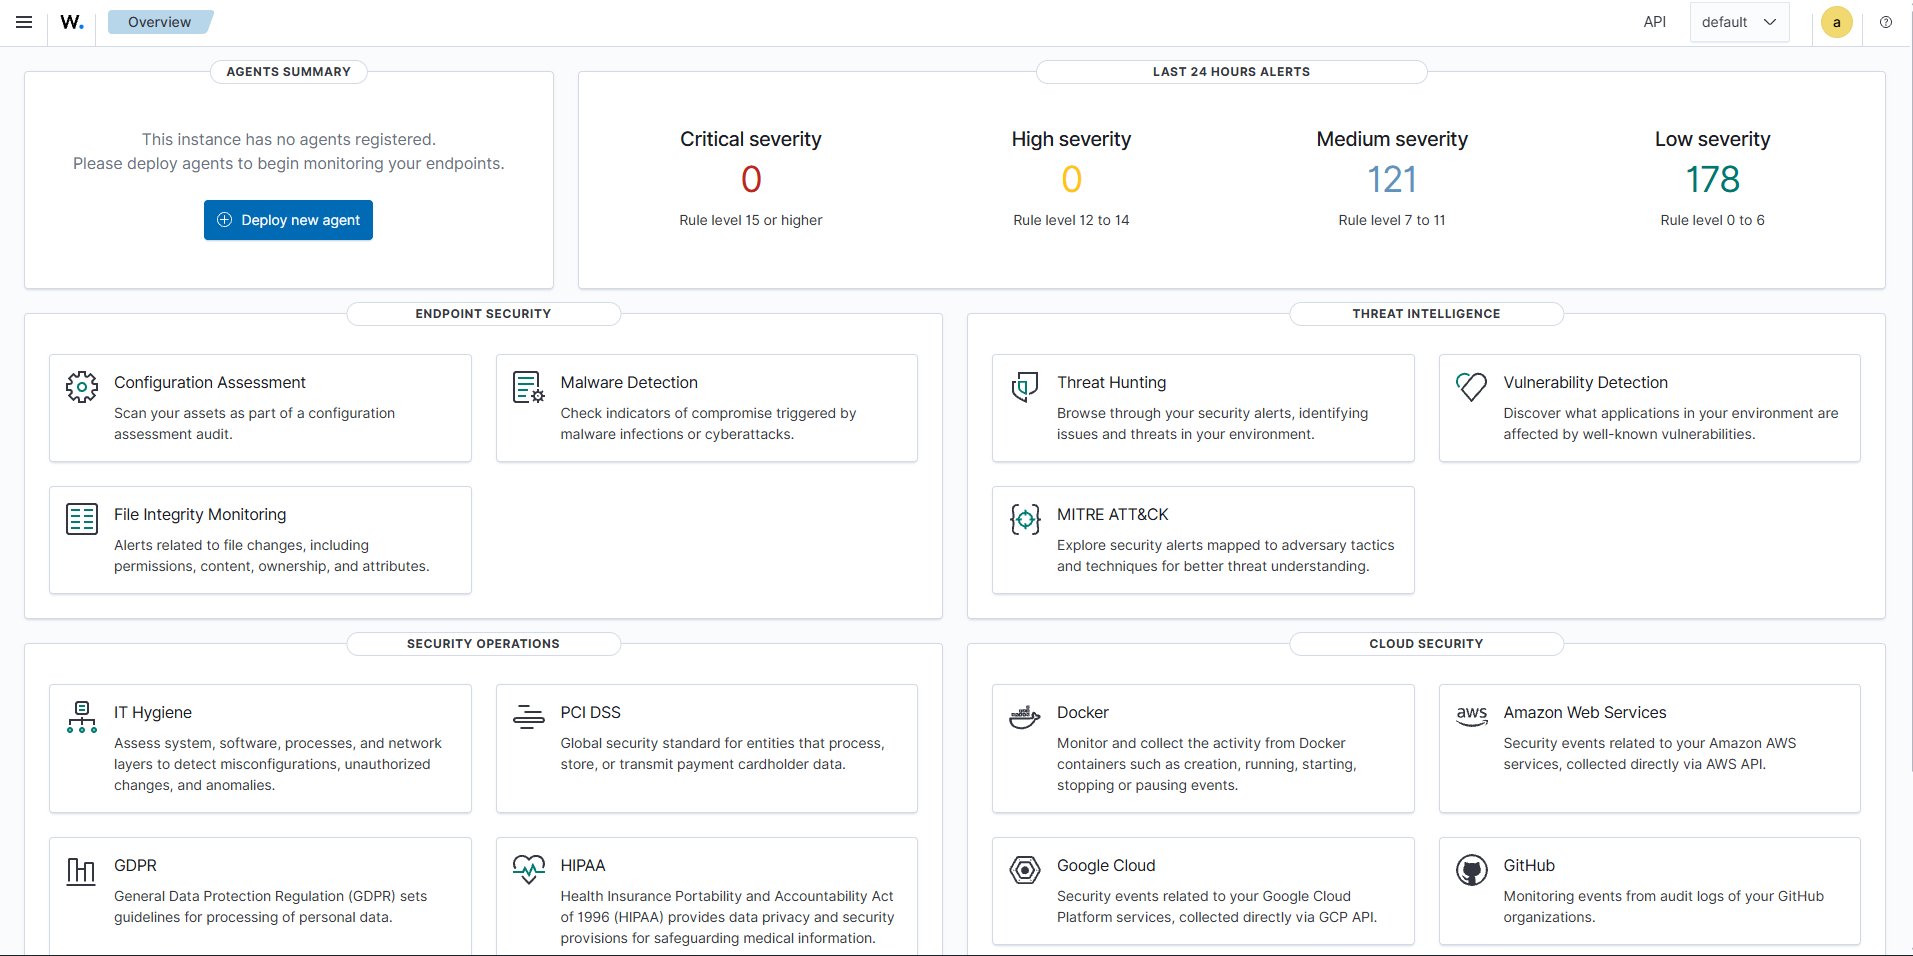 W.
Overview
API
default
a
AGENTS SUMMARY
This instance has no agents registered.
Please deploy agents to begin monitoring your endpoints.
Deploy new agent
LAST 24 HOURS ALERTS
Critical severity
0
Rule level 15 or higher
High severity
0
Rule level 12 to 14
Medium severity
121
Rule level 7 to 11
Low severity
178
Rule level 0 to 6
ENDPOINT SECURITY
Configuration Assessment
Scan your assets as part of a configuration
assessment audit.
Malware Detection
Check indicators of compromise triggered by
malware infections or cyberattacks.
File Integrity Monitoring
Alerts related to file changes, including
permissions, content, ownership, and attributes.
THREAT INTELLIGENCE
Threat Hunting
Browse through your security alerts, identifying
issues and threats in your environment.
Vulnerability Detection
Discover what applications in your environment are
affected by well-known vulnerabilities.
MITRE ATT&CK
Explore security alerts mapped to adversary tactics
and techniques for better threat understanding.
SECURITY OPERATIONS
IT Hygiene
Assess system, software, processes, and network
layers to detect misconfigurations, unauthorized
changes, and anomalies.
PCI DSS
Global security standard for entities that process,
store, or transmit payment cardholder data.
GDPR
General Data Protection Regulation (GDPR) sets
guidelines for processing of personal data.
HIPAA
Health Insurance Portability and Accountability Act
of 1996 (HIPAA) provides data privacy and security
provisions for safeguarding medical information.
CLOUD SECURITY
Docker
Monitor and collect the activity from Docker
containers such as creation, running, starting,
stopping or pausing events.
aws
Amazon Web Services
Security events related to your Amazon AWS
services, collected directly via AWS API.
Google Cloud
Security events related to your Google Cloud
Platform services, collected directly via GCP API.
GitHub
Monitoring events from audit logs of your GitHub
organizations.